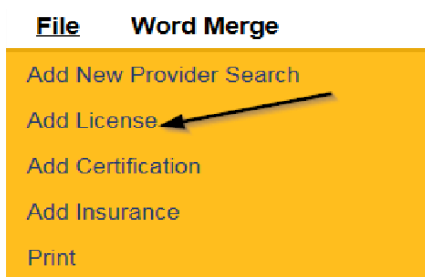 File Word Merge
Add New Provider Search
Add License
Add Certification
Add Insurance
Print